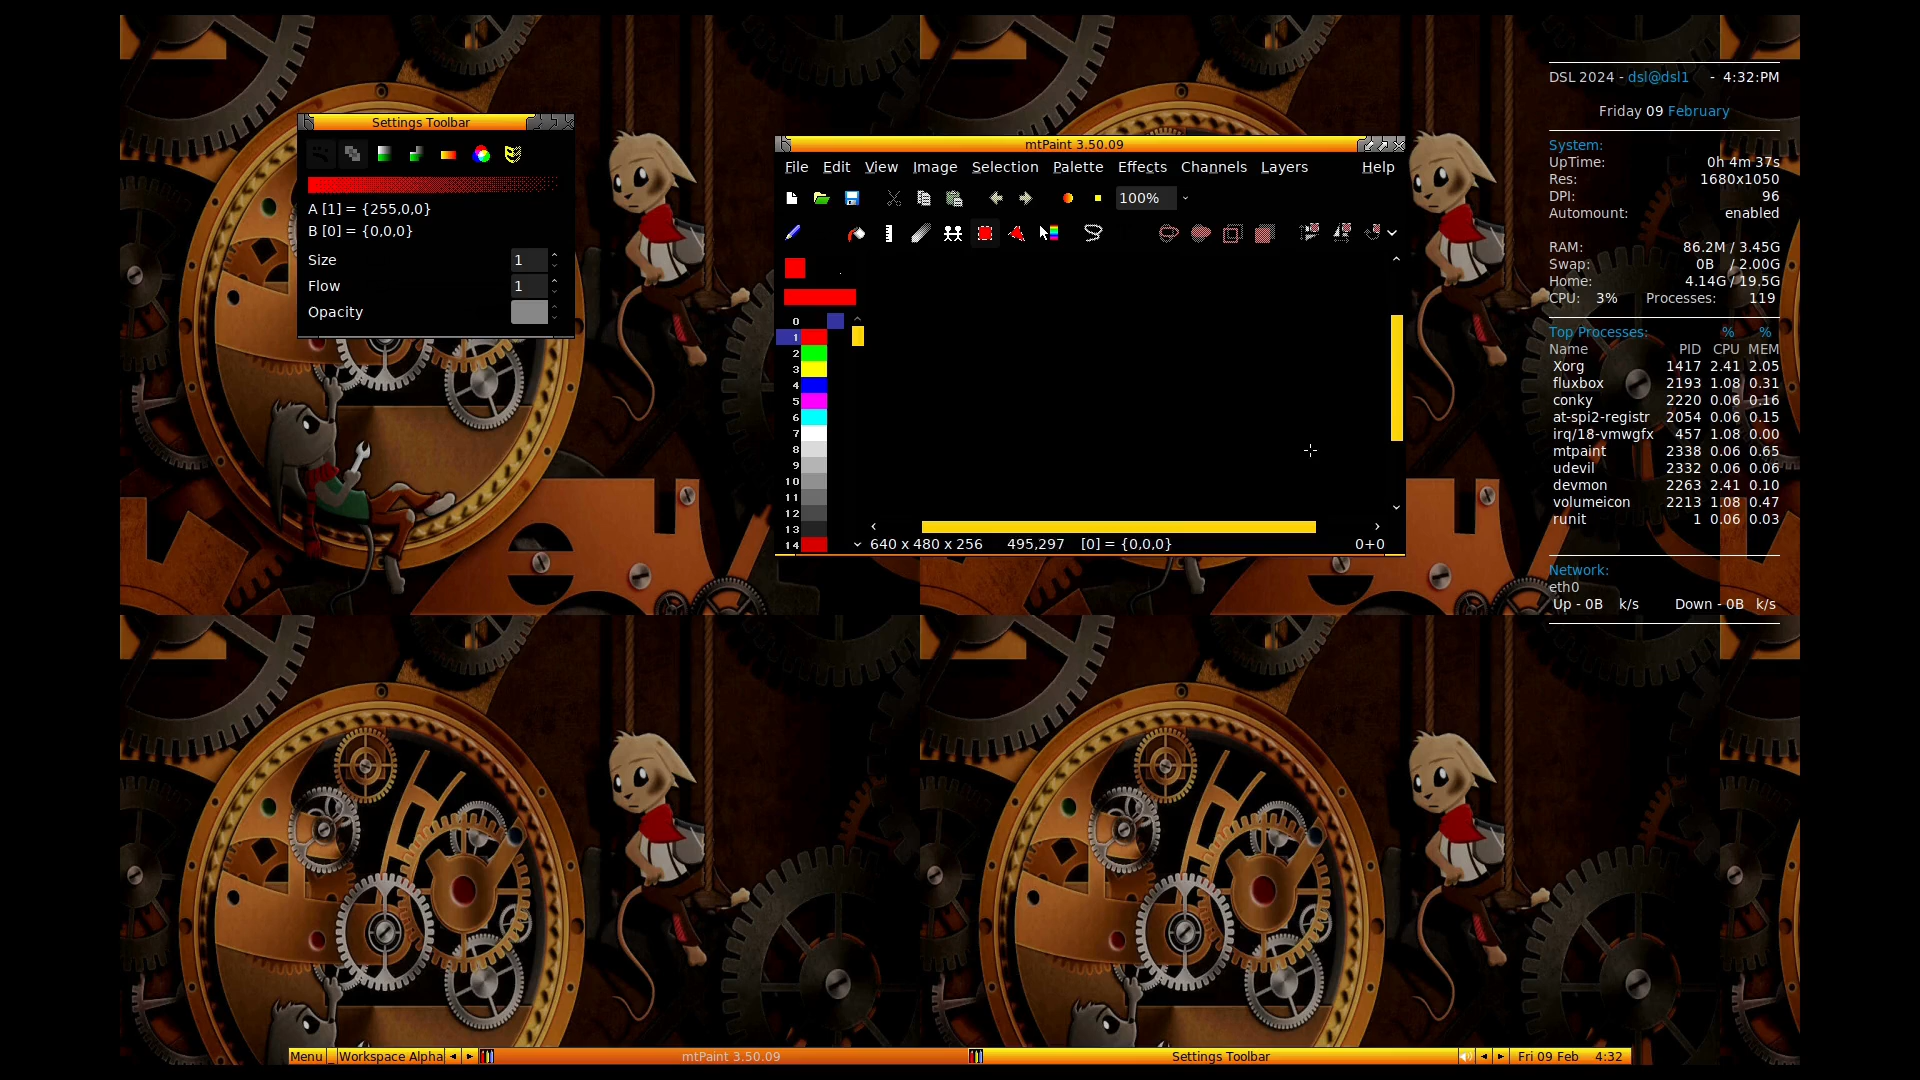 Settings Toolbar
A [1] = {255,0,0}
B [0] = {0,0,0}
Size 1
Flow 1
Opacity
mtPaint 3.50.09
File Edit View Image Selection Palette Effects Channels Layers Help
100%
0
1
2
3
4
5
6
7
8
9
10
11
12
13
14
640 x 480 x 256 495,297 [0] = {0,0,0} 0+0
DSL 2024 - dsl@dsl1 - 4:32:PM
Friday 09 February
System:
UpTime: 0h 4m 37s
Res: 1680x1050
DPI: 96
Automount: enabled
RAM: 86.2M / 3.45G
Swap: 0B / 2.00G
Home: 4.14G / 19.5G
CPU: 3% Processes: 119
Top Processes: % %
Name PID CPU MEM
Xorg 1417 2.41 2.05
fluxbox 2193 1.08 0.31
conky 2220 0.06 0.16
at-spi2-registr 2054 0.06 0.15
irq/18-vmwgfx 457 1.08 0.00
mtpaint 2338 0.06 0.65
udevil 2332 0.06 0.06
devmon 2263 2.41 0.10
volumeicon 2213 1.08 0.47
runit 1 0.06 0.03
Network:
eth0
Up - 0B k/s Down - 0B k/s
Menu Workspace Alpha mtPaint 3.50.09 Settings Toolbar Fri 09 Feb 4:32